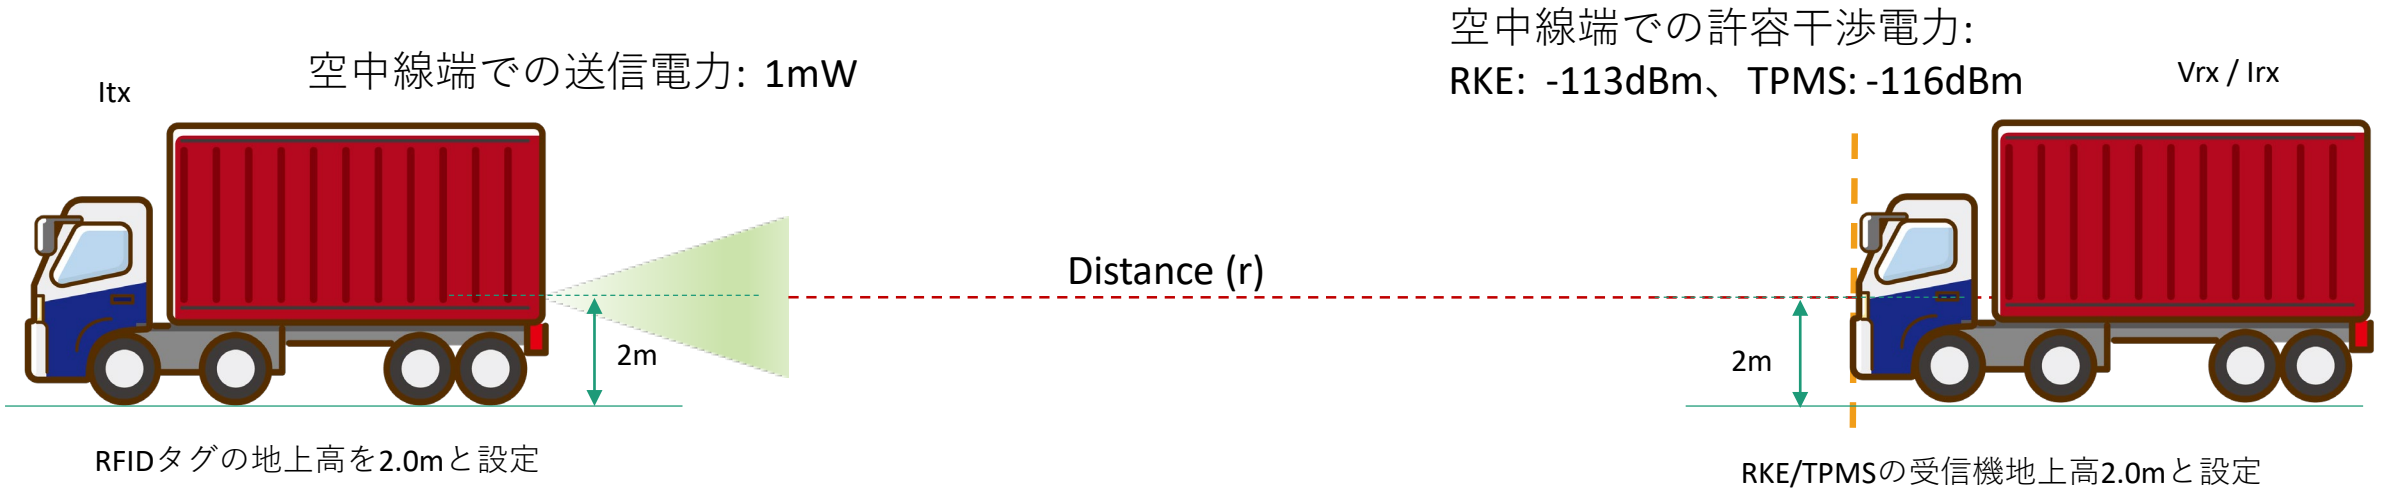 空中線端での送信電力: 1mW
空中線端での許容干渉電力:
RKE: -113dBm、TPMS: -116dBm
Itx
Vrx / Irx
Distance (r)
2m
2m
RFIDタグの地上高を2.0mと設定
RKE/TPMSの受信機地上高2.0mと設定